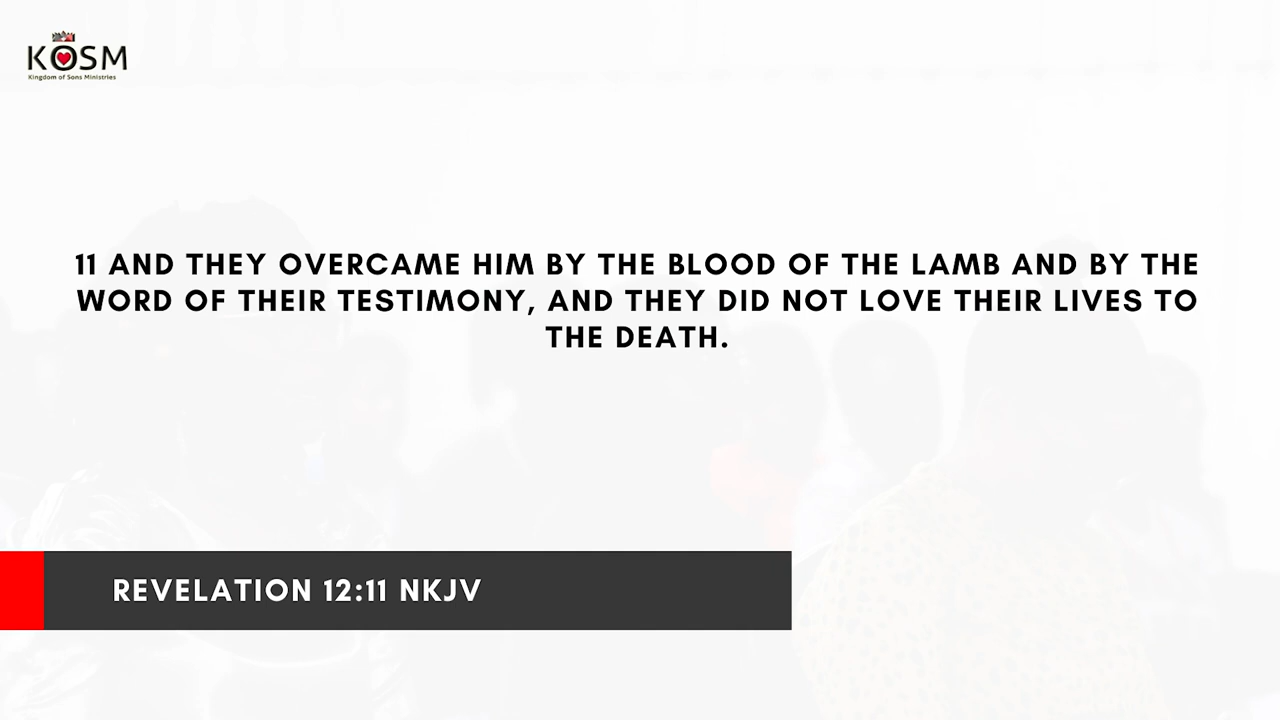 KOSM
Kingdom of Sons Ministries
11 AND THEY OVERCAME HIM BY THE BLOOD OF THE LAMB AND BY THE
WORD OF THEIR TESTIMONY, AND THEY DID NOT LOVE THEIR LIVES TO
THE DEATH.
REVELATION 12:11 NKJV